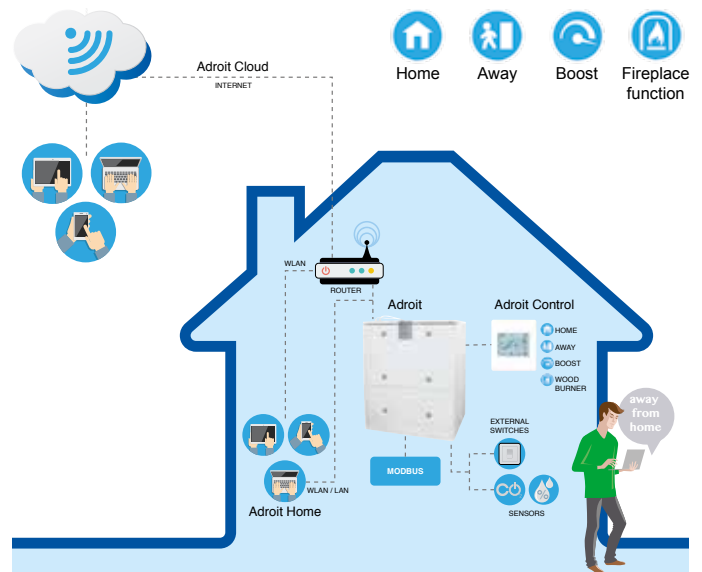 Adroit Cloud
INTERNET
Home
Away
Boost
Fireplace
function
WLAN
ROUTER
Adroit
Adroit Control
HOME
AWAY
BOOST
WOOD
BURNER
away
from
home
EXTERNAL
SWITCHES
MODBUS
WLAN / LAN
Adroit Home
%
SENSORS